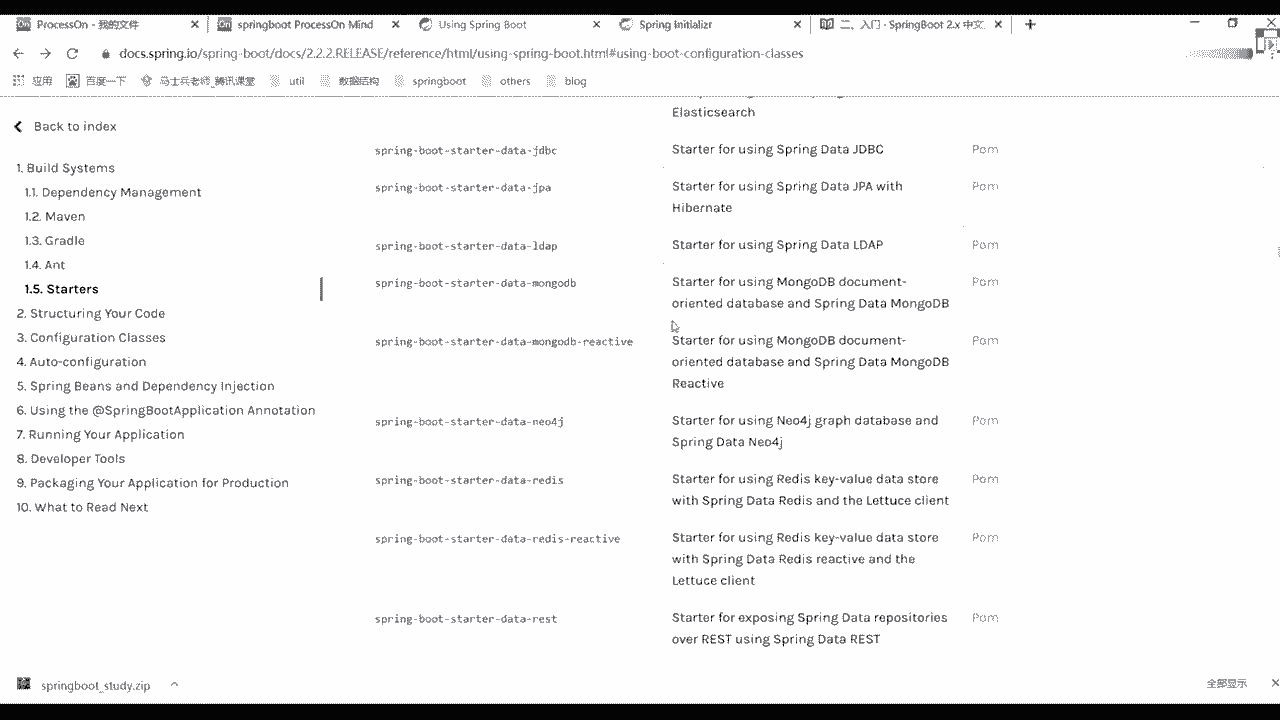 ProcessOn - 我的文件
springboot ProcessOn Mind
Using Spring Boot
Spring Initializr
二、入门 · SpringBoot 2.x 中文
docs.spring.io/spring-boot/docs/2.2.2.RELEASE/reference/html/using-spring-boot.html#using-boot-configuration-classes
应用
百度一下
马士兵老师_腾讯课堂
util
数据结构
springboot
others
blog
Back to index
1. Build Systems
1.1. Dependency Management
1.2. Maven
1.3. Gradle
1.4. Ant
1.5. Starters
2. Structuring Your Code
3. Configuration Classes
4. Auto-configuration
5. Spring Beans and Dependency Injection
6. Using the @SpringBootApplication Annotation
7. Running Your Application
8. Developer Tools
9. Packaging Your Application for Production
10. What to Read Next
Elasticsearch
spring-boot-starter-data-jdbc
Starter for using Spring Data JDBC
Pom
spring-boot-starter-data-jpa
Starter for using Spring Data JPA with
Hibernate
Pom
spring-boot-starter-data-ldap
Starter for using Spring Data LDAP
Pom
spring-boot-starter-data-mongodb
Starter for using MongoDB document-
oriented database and Spring Data MongoDB
Pom
spring-boot-starter-data-mongodb-reactive
Starter for using MongoDB document-
oriented database and Spring Data MongoDB
Reactive
Pom
spring-boot-starter-data-neo4j
Starter for using Neo4j graph database and
Spring Data Neo4j
Pom
spring-boot-starter-data-redis
Starter for using Redis key-value data store
with Spring Data Redis and the Lettuce client
Pom
spring-boot-starter-data-redis-reactive
Starter for using Redis key-value data store
with Spring Data Redis reactive and the
Lettuce client
Pom
spring-boot-starter-data-rest
Starter for exposing Spring Data repositories
over REST using Spring Data REST
Pom
springboot_study.zip
全部显示